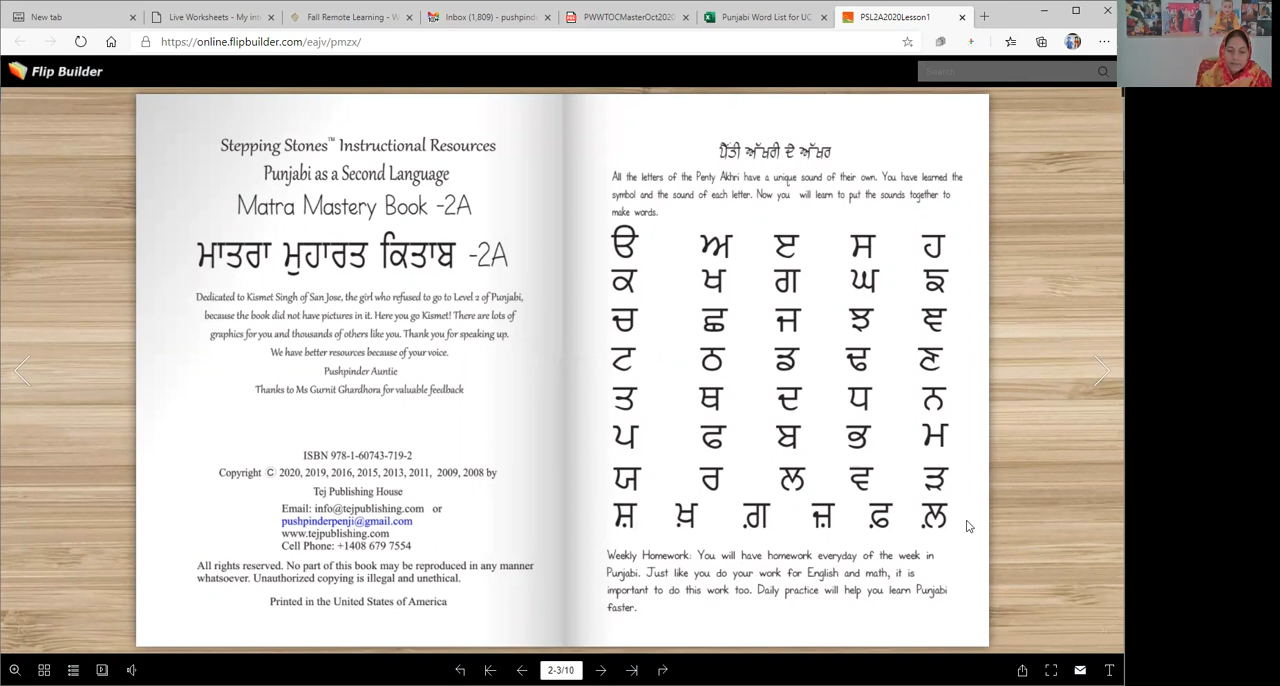 New tab
Live Worksheets - My int
Fall Remote Learning - W
Inbox (1,809) - pushpind
PWWTOCMasterOct2020
Punjabi Word List for UC
PSL2A2020Lesson1
https://online.flipbuilder.com/eajv/pmzx/
Flip Builder
Search
Stepping Stones™ Instructional Resources
Punjabi as a Second Language
Matra Mastery Book -2A
ਮਾਤਰਾ ਮੁਹਾਰਤ ਕਿਤਾਬ -2A
Dedicated to Kismet Singh of San Jose, the girl who refused to go to Level 2 of Punjabi,
because the book did not have pictures in it. Here you go Kismet! There are lots of
graphics for you and thousands of others like you. Thank you for speaking up.
We have better resources because of your voice.
Pushpinder Auntie
Thanks to Ms Gurnit Ghardhora for valuable feedback
ISBN 978-1-60743-719-2
Copyright © 2020, 2019, 2016, 2015, 2013, 2011, 2009, 2008 by
Tej Publishing House
Email: info@tejpublishing.com or
pushpinderpenji@gmail.com
www.tejpublishing.com
Cell Phone: +1408 679 7554
All rights reserved. No part of this book may be reproduced in any manner
whatsoever. Unauthorized copying is illegal and unethical.
Printed in the United States of America
ਪੈਂਤੀ ਅੱਖਰੀ ਦੇ ਅੱਖਰ
All the letters of the Penty Akhri have a unique sound of their own. You have learned the
symbol and the sound of each letter. Now you will learn to put the sounds together to
make words.
ੳ ਅ ੲ ਸ ਹ
ਕ ਖ ਗ ਘ ਙ
ਚ ਛ ਜ ਝ ਞ
ਟ ਠ ਡ ਢ ਣ
ਤ ਥ ਦ ਧ ਨ
ਪ ਫ ਬ ਭ ਮ
ਯ ਰ ਲ ਵ ੜ
ਸ਼ ਖ਼ ਗ਼ ਜ਼ ਫ਼ ਲ਼
Weekly Homework: You will have homework everyday of the week in
Punjabi. Just like you do your work for English and math, it is
important to do this work too. Daily practice will help you learn Punjabi
faster.
2-3/10